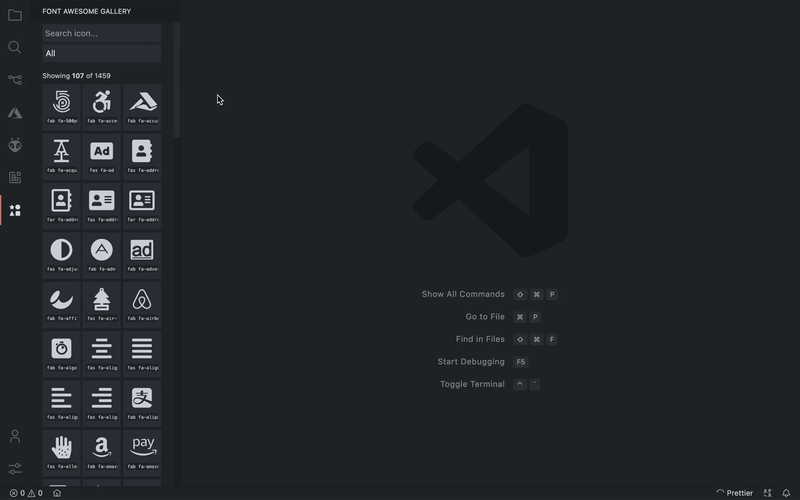 FONT AWESOME GALLERY
Search icon...
All
Showing 107 of 1459
fab fa-500p
fab fa-acce
fab fa-accus
fab fa-acqu
fas fa-ad
fas fa-addr
far fa-addr
fas fa-addr
far fa-addr
fas fa-adju
fab fa-adn
fab fa-adve
fab fa-affi
fas fa-air-
fab fa-airb
fab fa-algo
fas fa-alig
fas fa-alig
fas fa-alig
fas fa-alig
fab fa-alip
fas fa-alle
fab fa-amaz
fab fa-amaz
Ad
ad
a
pay
Show All Commands ⇧ ⌘ P
Go to File ⌘ P
Find in Files ⇧ ⌘ F
Start Debugging F5
Toggle Terminal ^ `
0 0
Prettier